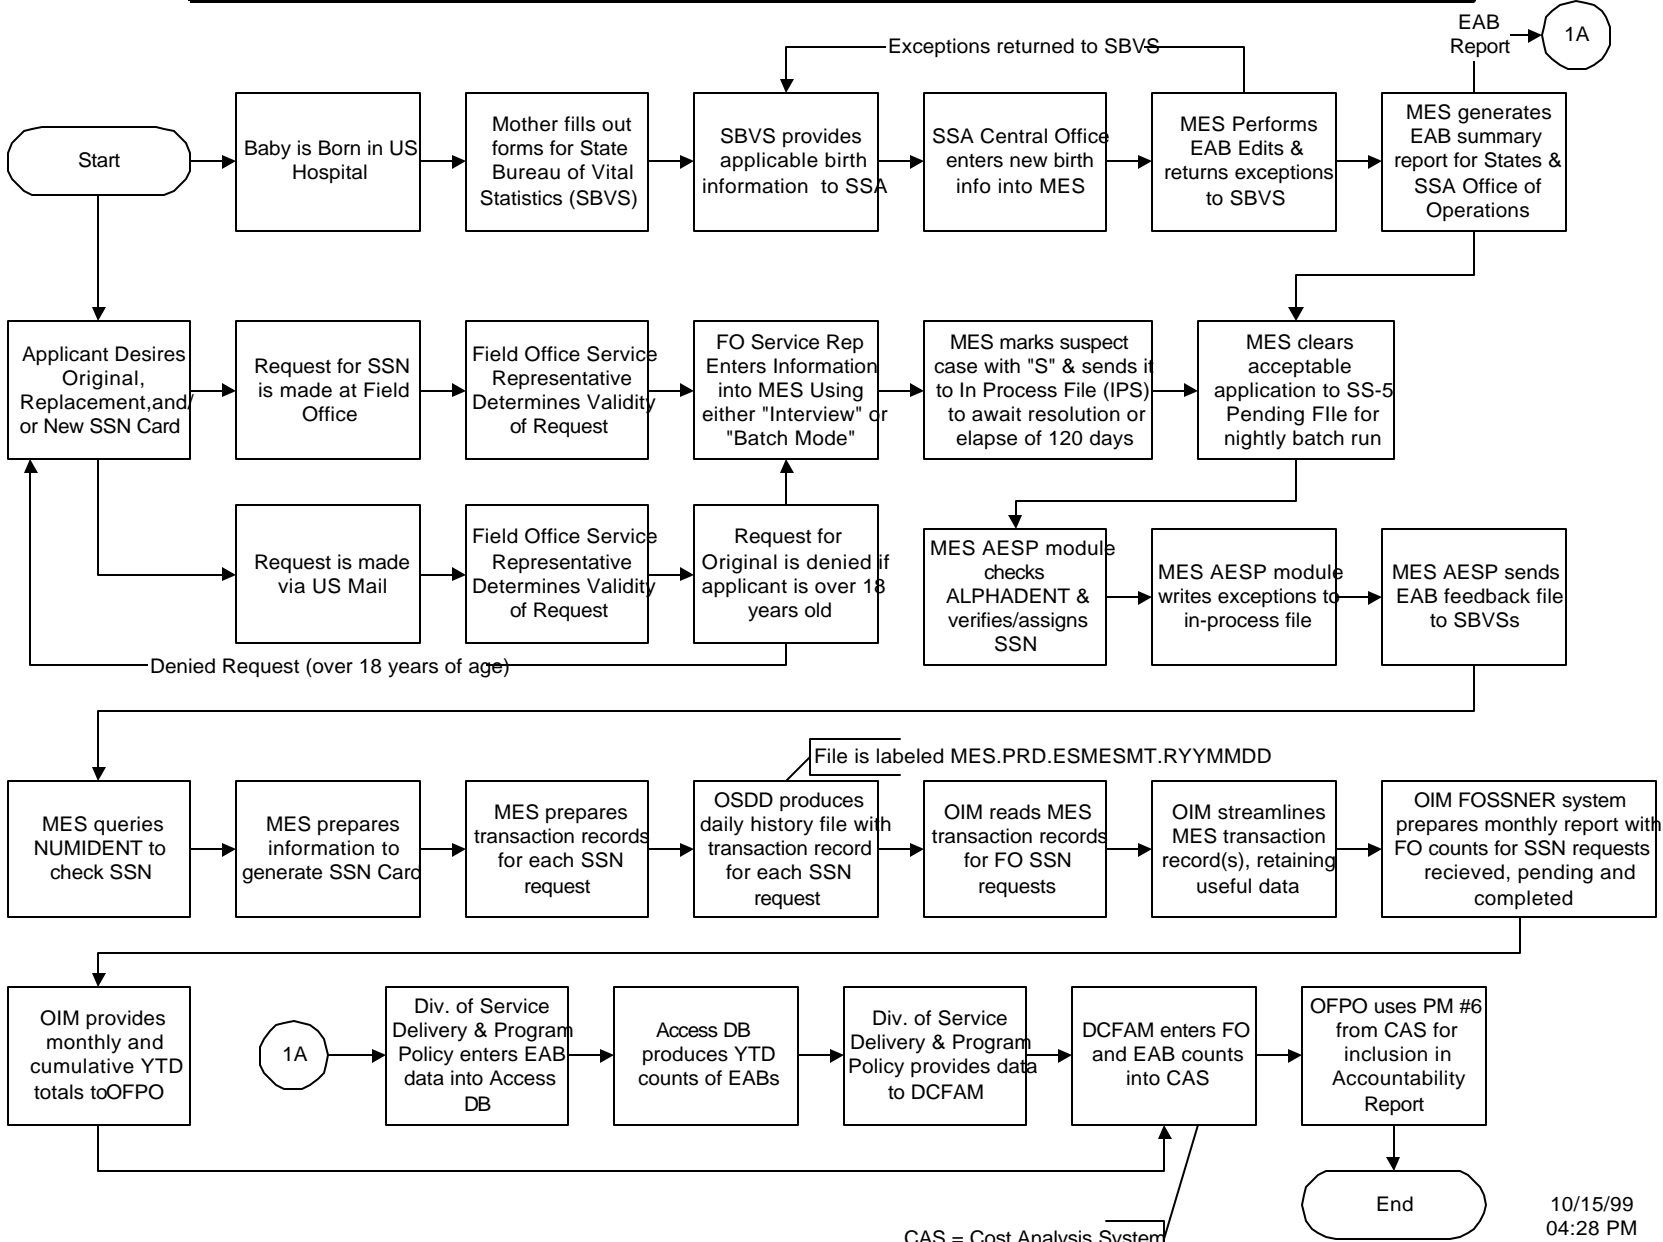 EAB
Report
1A
Exceptions returned to SBVS
Start
Baby is Born in US
Hospital
Mother fills out
forms for State
Bureau of Vital
Statistics (SBVS)
SBVS provides
applicable birth
information to SSA
SSA Central Office
enters new birth
info into MES
MES Performs
EAB Edits &
returns exceptions
to SBVS
MES generates
EAB summary
report for States &
SSA Office of
Operations
Applicant Desires
Original,
Replacement,and/
or New SSN Card
Request for SSN
is made at Field
Office
Field Office Service
Representative
Determines Validity
of Request
FO Service Rep
Enters Information
into MES Using
either "Interview" or
"Batch Mode"
MES marks suspect
case with "S" & sends it
to In Process File (IPS)
to await resolution or
elapse of 120 days
MES clears
acceptable
application to SS-5
Pending FIle for
nightly batch run
Request is made
via US Mail
Field Office Service
Representative
Determines Validity
of Request
Request for
Original is denied if
applicant is over 18
years old
MES AESP module
checks
ALPHADENT &
verifies/assigns
SSN
MES AESP module
writes exceptions to
in-process file
MES AESP sends
EAB feedback file
to SBVSs
Denied Request (over 18 years of age)
File is labeled MES.PRD.ESMESMT.RYYMMDD
MES queries
NUMIDENT to
check SSN
MES prepares
information to
generate SSN Card
MES prepares
transaction records
for each SSN
request
OSDD produces
daily history file with
transaction record
for each SSN
request
OIM reads MES
transaction records
for FO SSN
requests
OIM streamlines
MES transaction
record(s), retaining
useful data
OIM FOSSNER system
prepares monthly report with
FO counts for SSN requests
recieved, pending and
completed
OIM provides
monthly and
cumulative YTD
totals toOFPO
1A
Div. of Service
Delivery & Program
Policy enters EAB
data into Access
DB
Access DB
produces YTD
counts of EABs
Div. of Service
Delivery & Program
Policy provides data
to DCFAM
DCFAM enters FO
and EAB counts
into CAS
OFPO uses PM #6
from CAS for
inclusion in
Accountability
Report
End
CAS = Cost Analysis System
10/15/99
04:28 PM